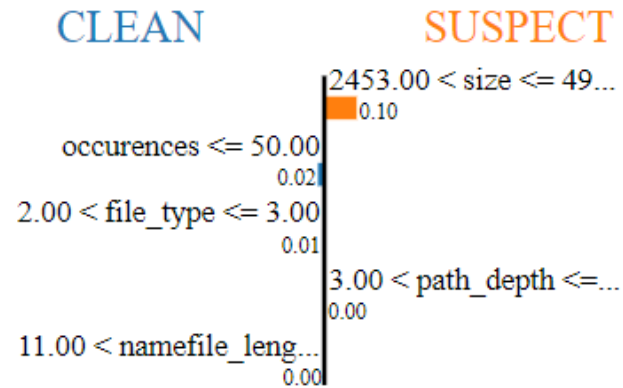 CLEAN SUSPECT
2453.00 < size <= 49...
0.10
occurences <= 50.00
0.02
2.00 < file_type <= 3.00
0.01
3.00 < path_depth <=...
0.00
11.00 < namefile_leng...
0.00